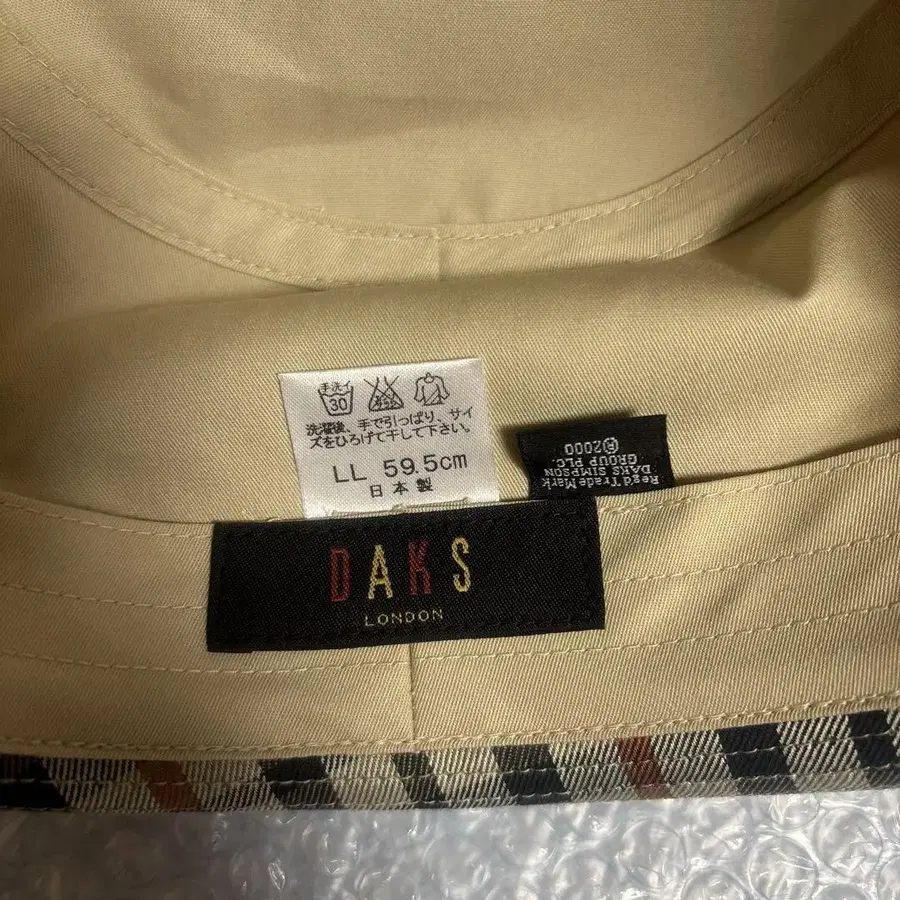 手洗イ
30
洗濯後、手で引っぱり、サイ
ズをひろげて干して下さい。
LL 59.5cm
日本製
Reg'd Trade Mark
DAKS SIMPSON
GROUP PLC.
®2000
DAKS
LONDON